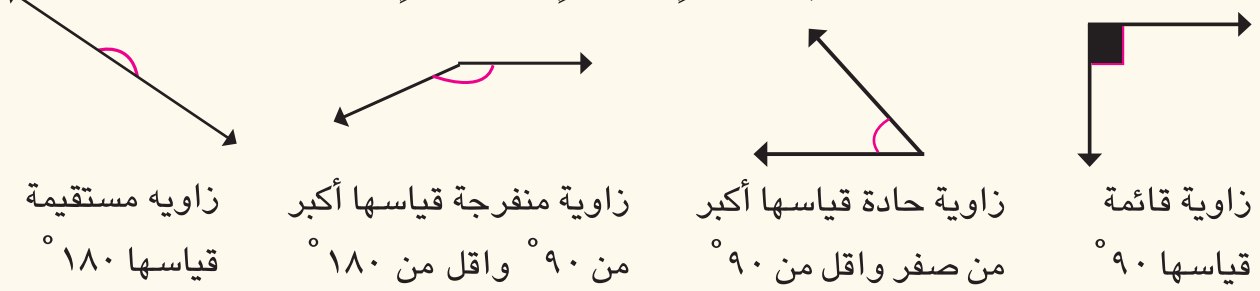 زاوية قائمة
قياسها ٩٠°
زاوية حادة قياسها أكبر
من صفر واقل من ٩٠°
زاوية منفرجة قياسها أكبر
من ٩٠° واقل من ١٨٠°
زاويه مستقيمة
قياسها ١٨٠°